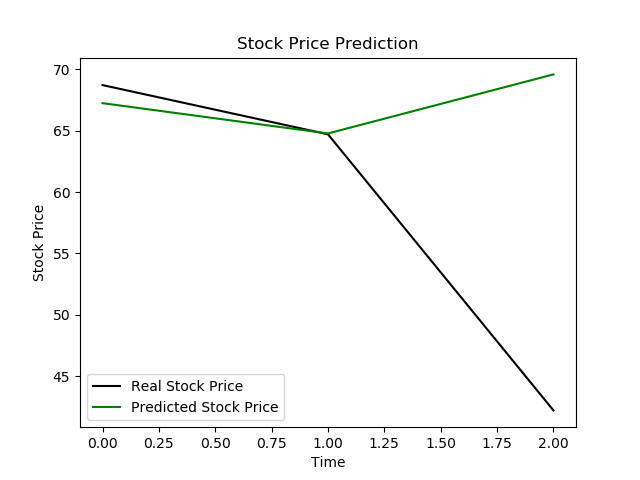 Stock Price Prediction
70
65
60
55
50
45
Stock Price
Real Stock Price
Predicted Stock Price
0.00 0.25 0.50 0.75 1.00 1.25 1.50 1.75 2.00
Time